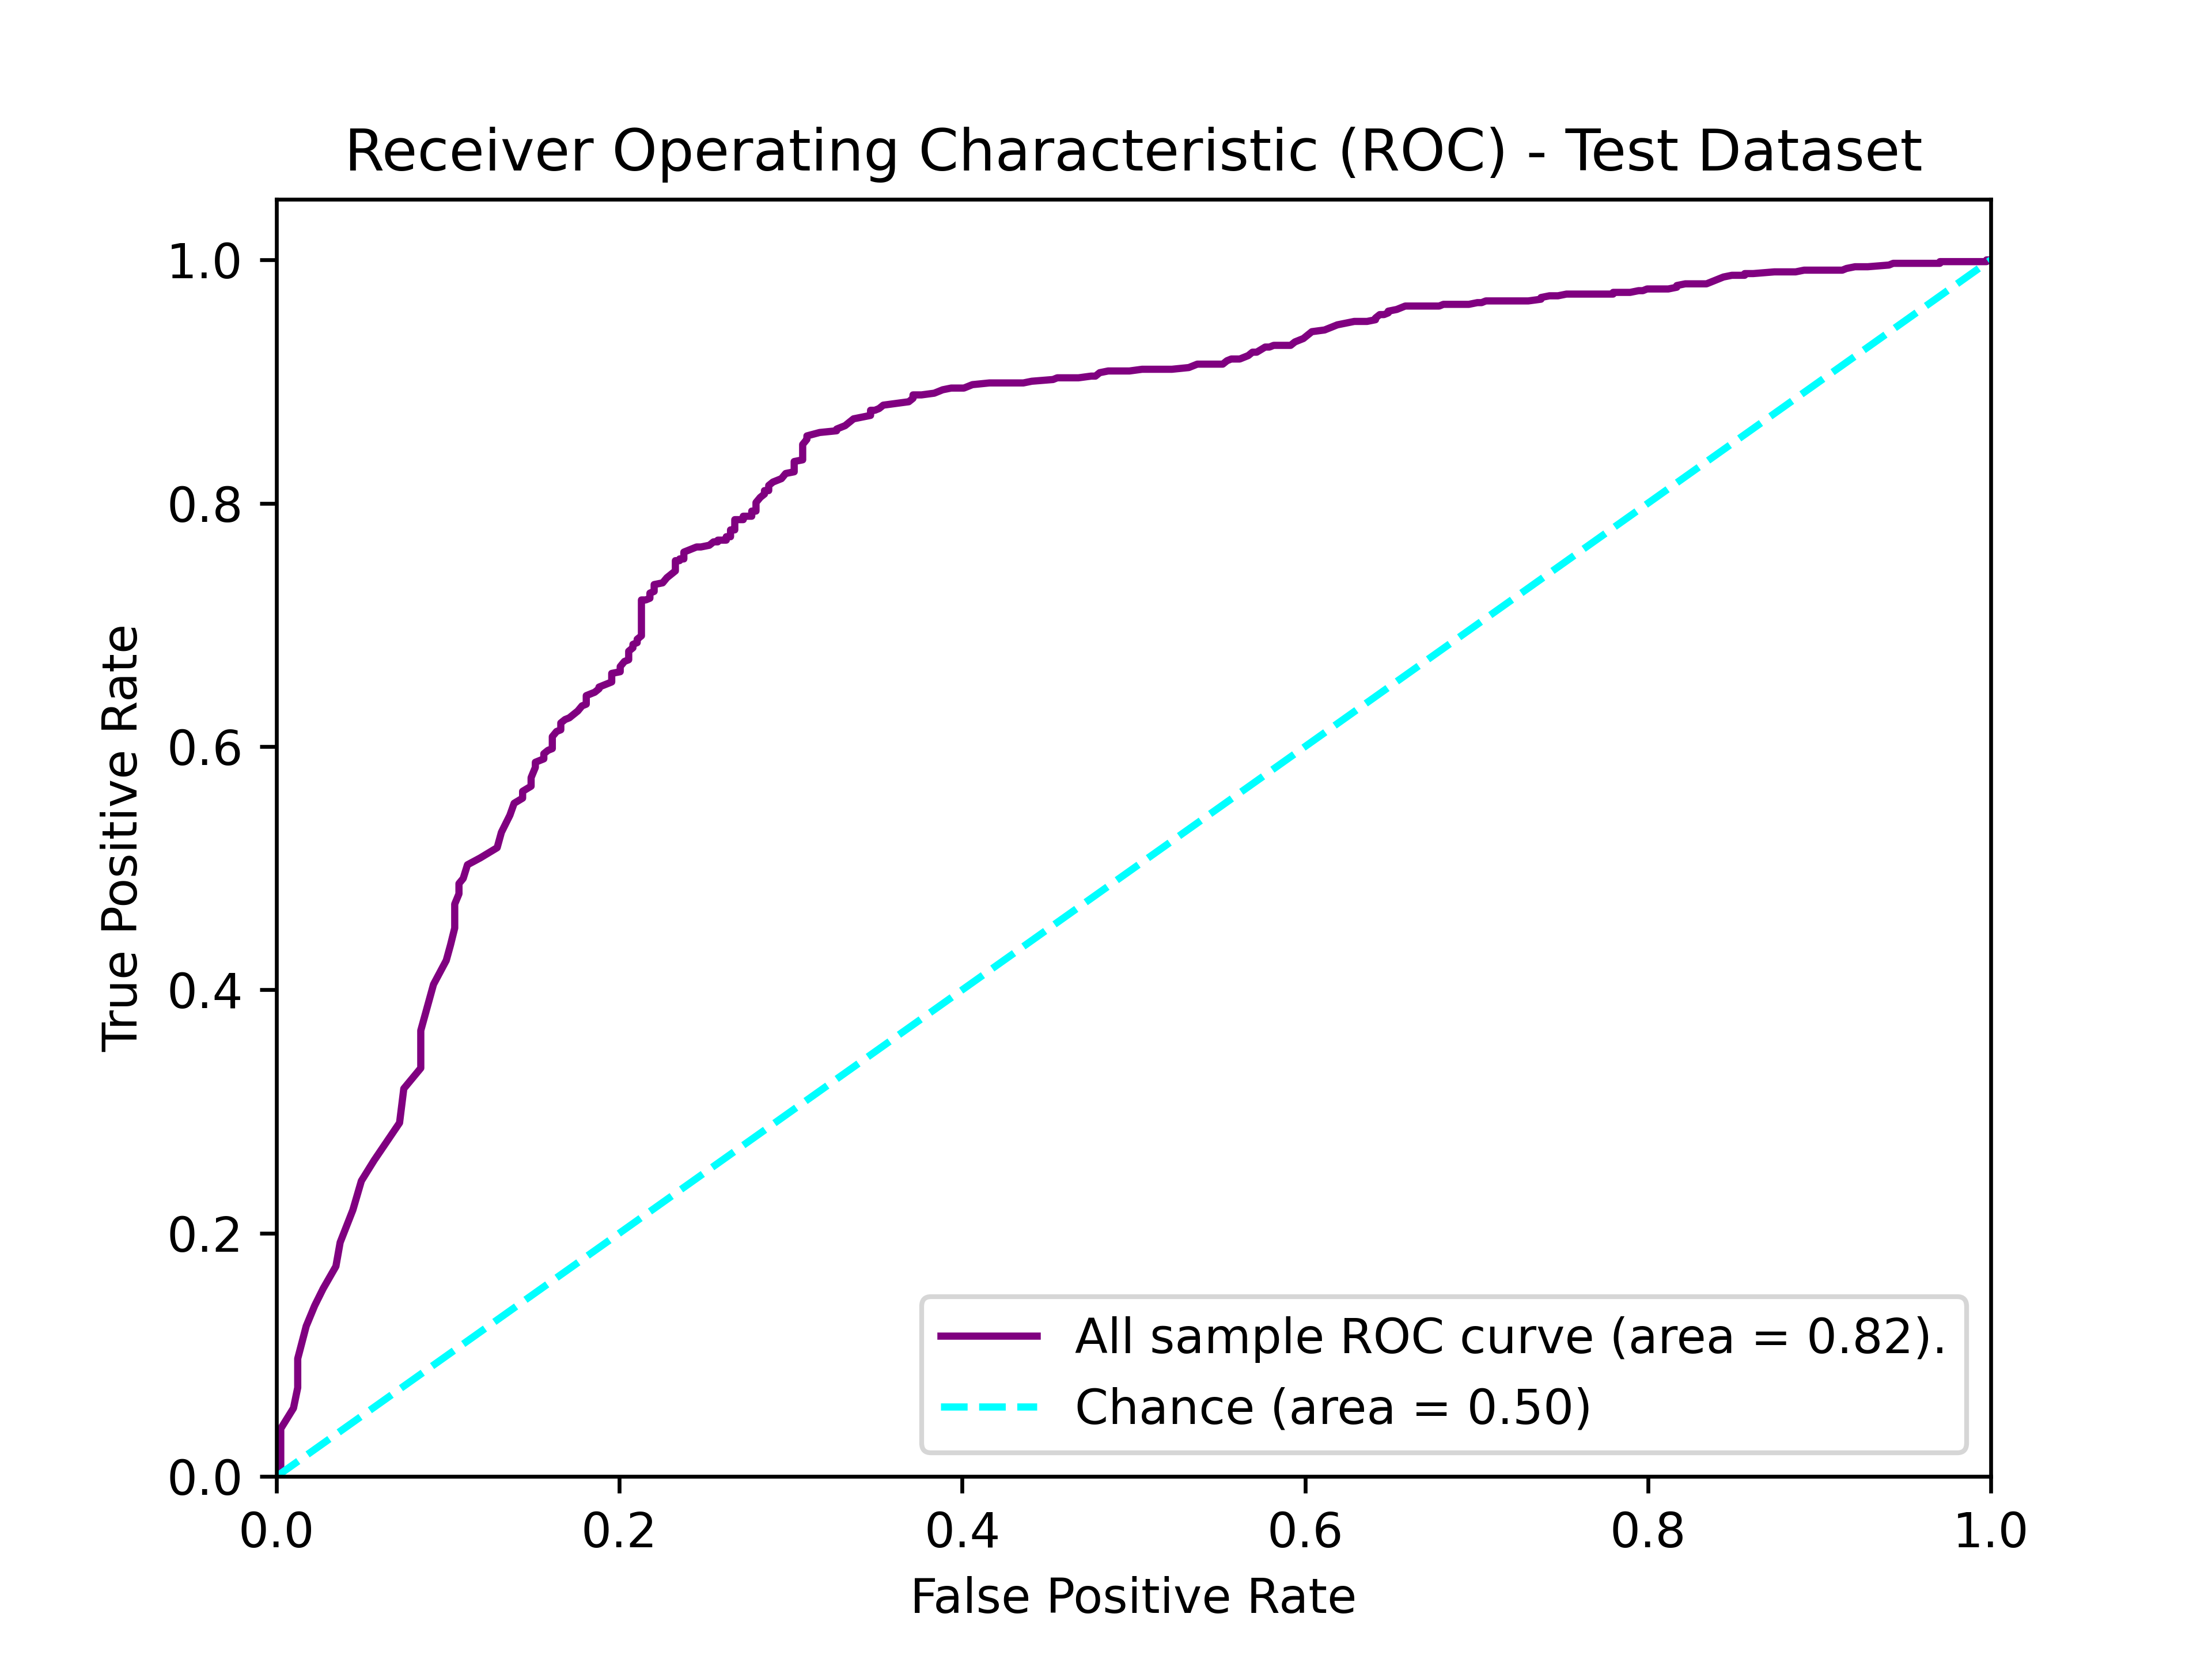 Receiver Operating Characteristic (ROC) - Test Dataset
1.0
0.8
0.6
0.4
0.2
0.0
True Positive Rate
All sample ROC curve (area = 0.82).
Chance (area = 0.50)
0.0 0.2 0.4 0.6 0.8 1.0
False Positive Rate